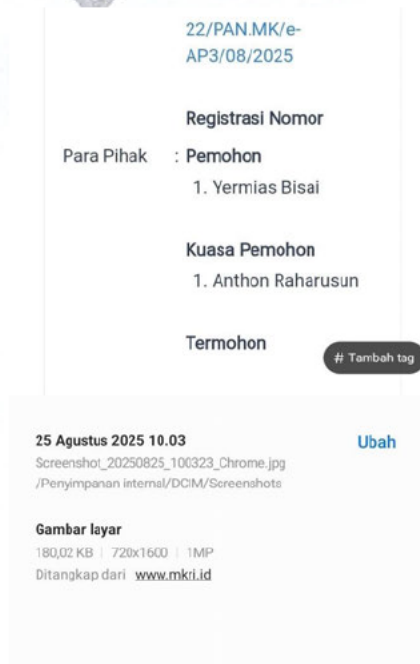 22/PAN.MK/e-
AP3/08/2025
Registrasi Nomor
Para Pihak : Pemohon
1. Yermias Bisai
Kuasa Pemohon
1. Anthon Raharusun
Termohon
# Tambah tag
25 Agustus 2025 10.03 Ubah
Screenshot_20250825_100323_Chrome.jpg
/Penyimpanan internal/DCIM/Screenshots
Gambar layar
180,02 KB | 720x1600 | 1MP
Ditangkap dari www.mkri.id